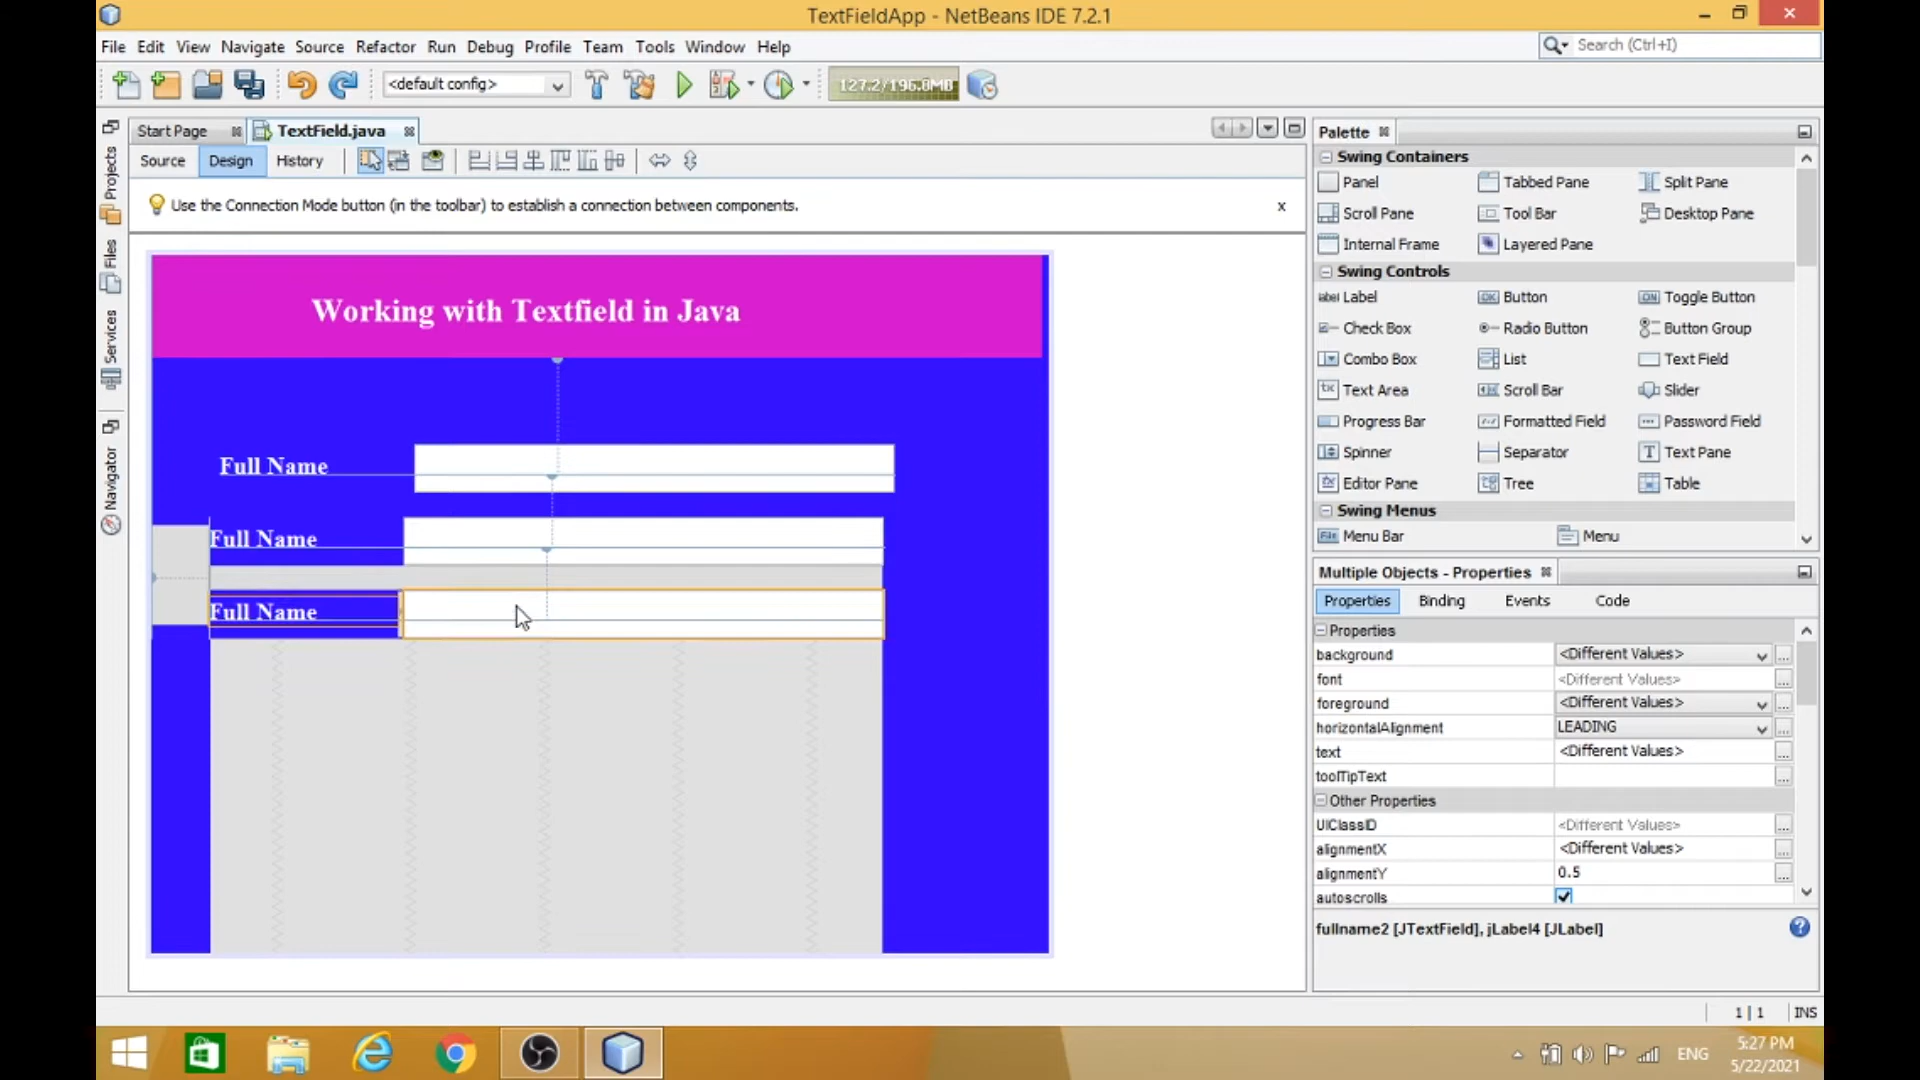 TextFieldApp - NetBeans IDE 7.2.1
File Edit View Navigate Source Refactor Run Debug Profile Team Tools Window Help
Search (Ctrl+I)
<default config>
127.2/196.0MB
Start Page
TextField.java
Source Design History
Use the Connection Mode button (in the toolbar) to establish a connection between components.
x
Projects
Files
Services
Navigator
Working with Textfield in Java
Full Name
Full Name
Full Name
Palette
Swing Containers
Panel Tabbed Pane Split Pane
Scroll Pane Tool Bar Desktop Pane
Internal Frame Layered Pane
Swing Controls
label Label OK Button ON Toggle Button
Check Box Radio Button Button Group
Combo Box List Text Field
Text Area Scroll Bar Slider
Progress Bar Formatted Field Password Field
Spinner Separator Text Pane
Editor Pane Tree Table
Swing Menus
Menu Bar Menu
Multiple Objects - Properties
Properties Binding Events Code
Properties
background <Different Values> ...
font <Different Values> ...
foreground <Different Values> ...
horizontalAlignment LEADING ...
text <Different Values> ...
toolTipText ...
Other Properties
UIClassID <Different Values> ...
alignmentX <Different Values> ...
alignmentY 0.5 ...
autoscrolls
fullname2 [JTextField], jLabel4 [JLabel]
1 | 1 INS
ENG
5:27 PM
5/22/2021